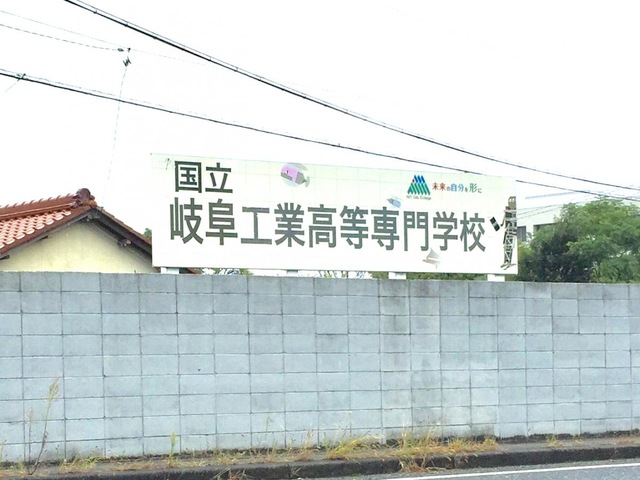 国立
未来の自分を形に
岐阜工業高等専門学校